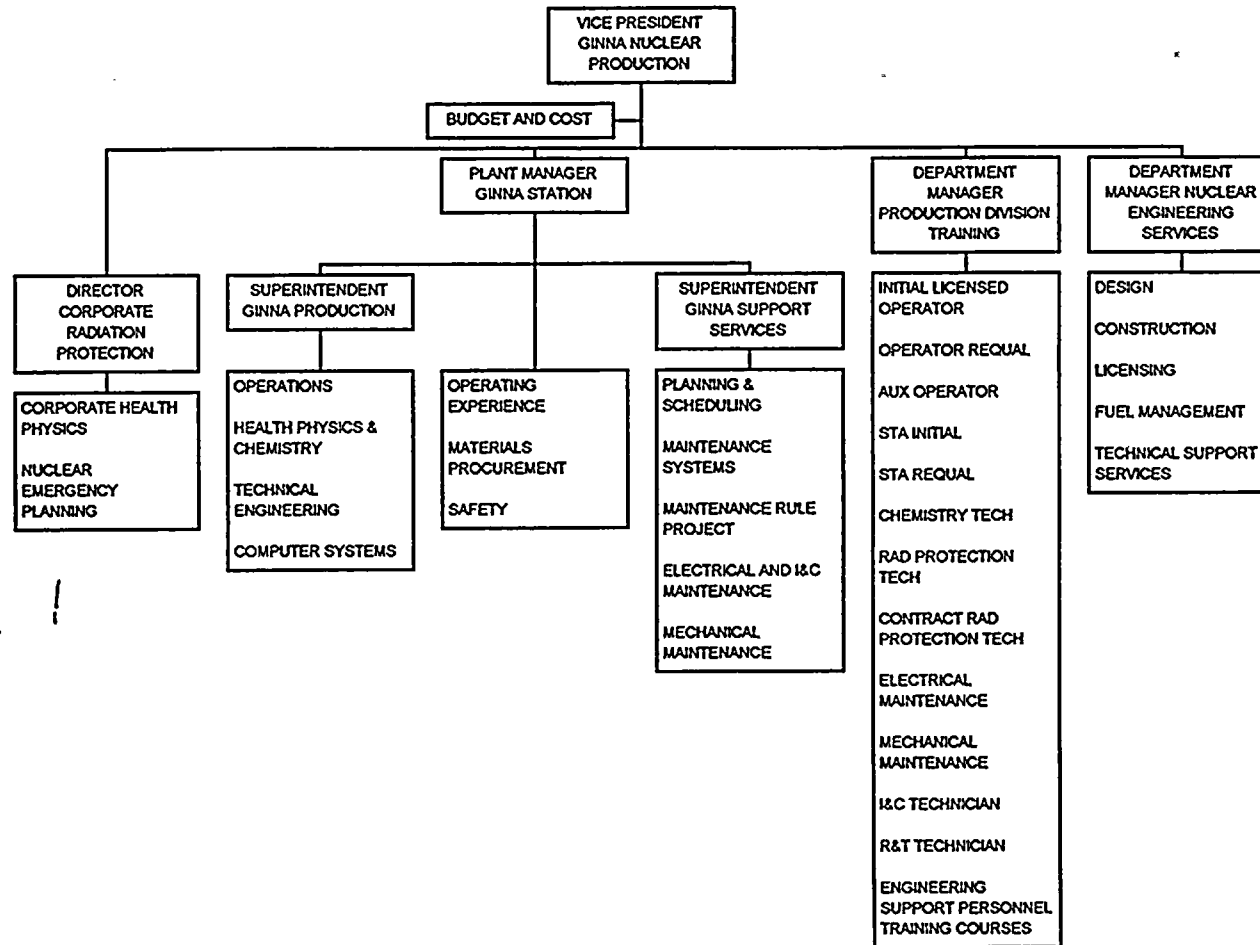 VICE PRESIDENT
GINNA NUCLEAR
PRODUCTION
BUDGET AND COST
PLANT MANAGER
GINNA STATION
DEPARTMENT
MANAGER
PRODUCTION DIVISION
TRAINING
DEPARTMENT
MANAGER NUCLEAR
ENGINEERING
SERVICES
DIRECTOR
CORPORATE
RADIATION
PROTECTION
SUPERINTENDENT
GINNA PRODUCTION
SUPERINTENDENT
GINNA SUPPORT
SERVICES
CORPORATE HEALTH
PHYSICS
NUCLEAR
EMERGENCY
PLANNING
OPERATIONS
HEALTH PHYSICS &
CHEMISTRY
TECHNICAL
ENGINEERING
COMPUTER SYSTEMS
OPERATING
EXPERIENCE
MATERIALS
PROCUREMENT
SAFETY
PLANNING &
SCHEDULING
MAINTENANCE
SYSTEMS
MAINTENANCE RULE
PROJECT
ELECTRICAL AND I&C
MAINTENANCE
MECHANICAL
MAINTENANCE
INITIAL LICENSED
OPERATOR
OPERATOR REQUAL
AUX OPERATOR
STA INITIAL
STA REQUAL
CHEMISTRY TECH
RAD PROTECTION
TECH
CONTRACT RAD
PROTECTION TECH
ELECTRICAL
MAINTENANCE
MECHANICAL
MAINTENANCE
I&C TECHNICIAN
R&T TECHNICIAN
ENGINEERING
SUPPORT PERSONNEL
TRAINING COURSES
DESIGN
CONSTRUCTION
LICENSING
FUEL MANAGEMENT
TECHNICAL SUPPORT
SERVICES